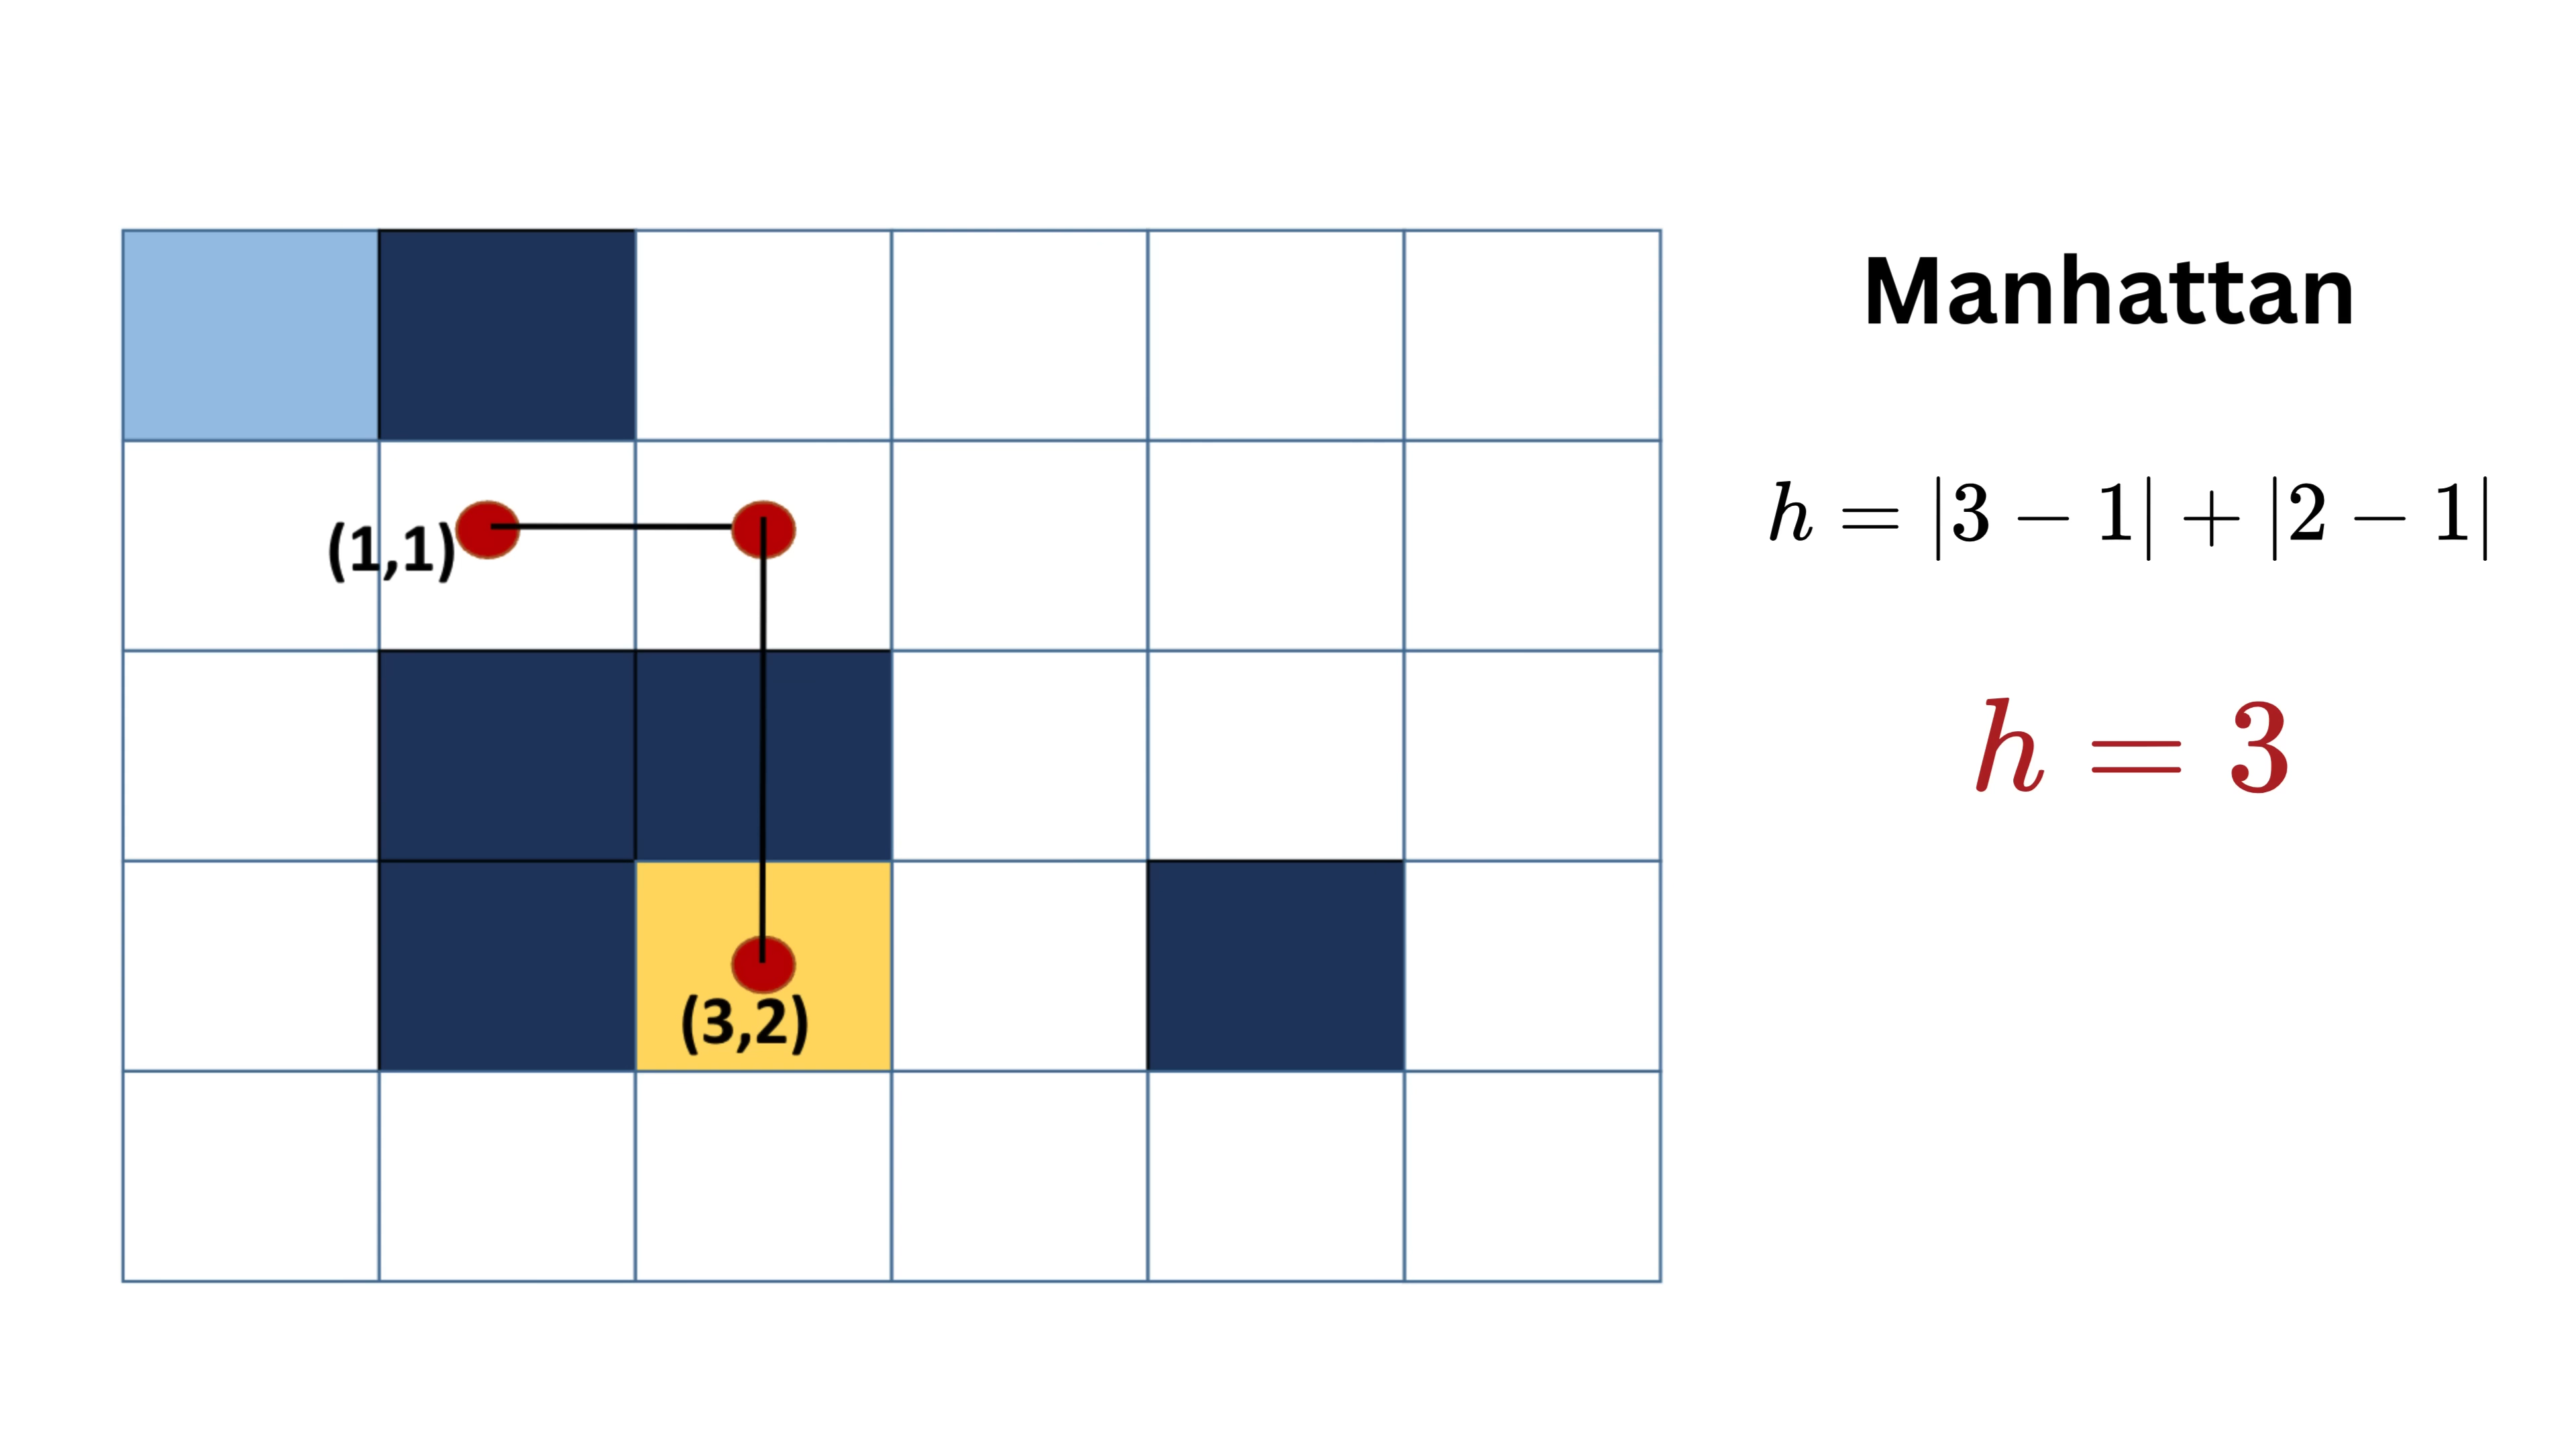 Manhattan
h = |3 − 1| + |2 − 1|
(1,1)
h = 3
(3,2)